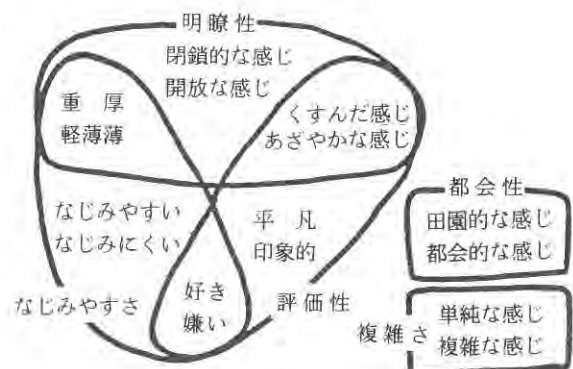 明瞭性
閉鎖的な感じ
開放な感じ
重厚
軽薄薄
くすんだ感じ
あざやかな感じ
なじみやすい
なじみにくい
平凡
印象的
好き
嫌い
なじみやすさ
評価性
都会性
田園的な感じ
都会的な感じ
複雑さ
単純な感じ
複雑な感じ